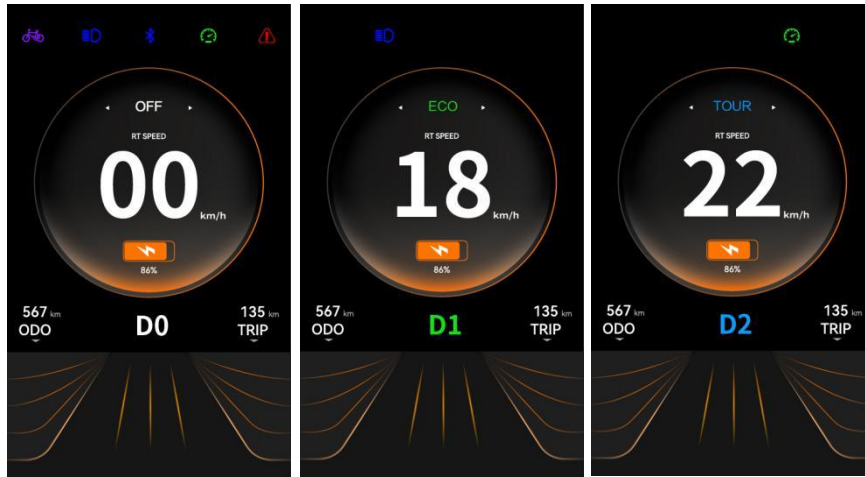 OFF
RT SPEED
00 km/h
86%
567 km
ODO
D0
135 km
TRIP
ECO
RT SPEED
18 km/h
86%
567 km
ODO
D1
135 km
TRIP
TOUR
RT SPEED
22 km/h
86%
567 km
ODO
D2
135 km
TRIP